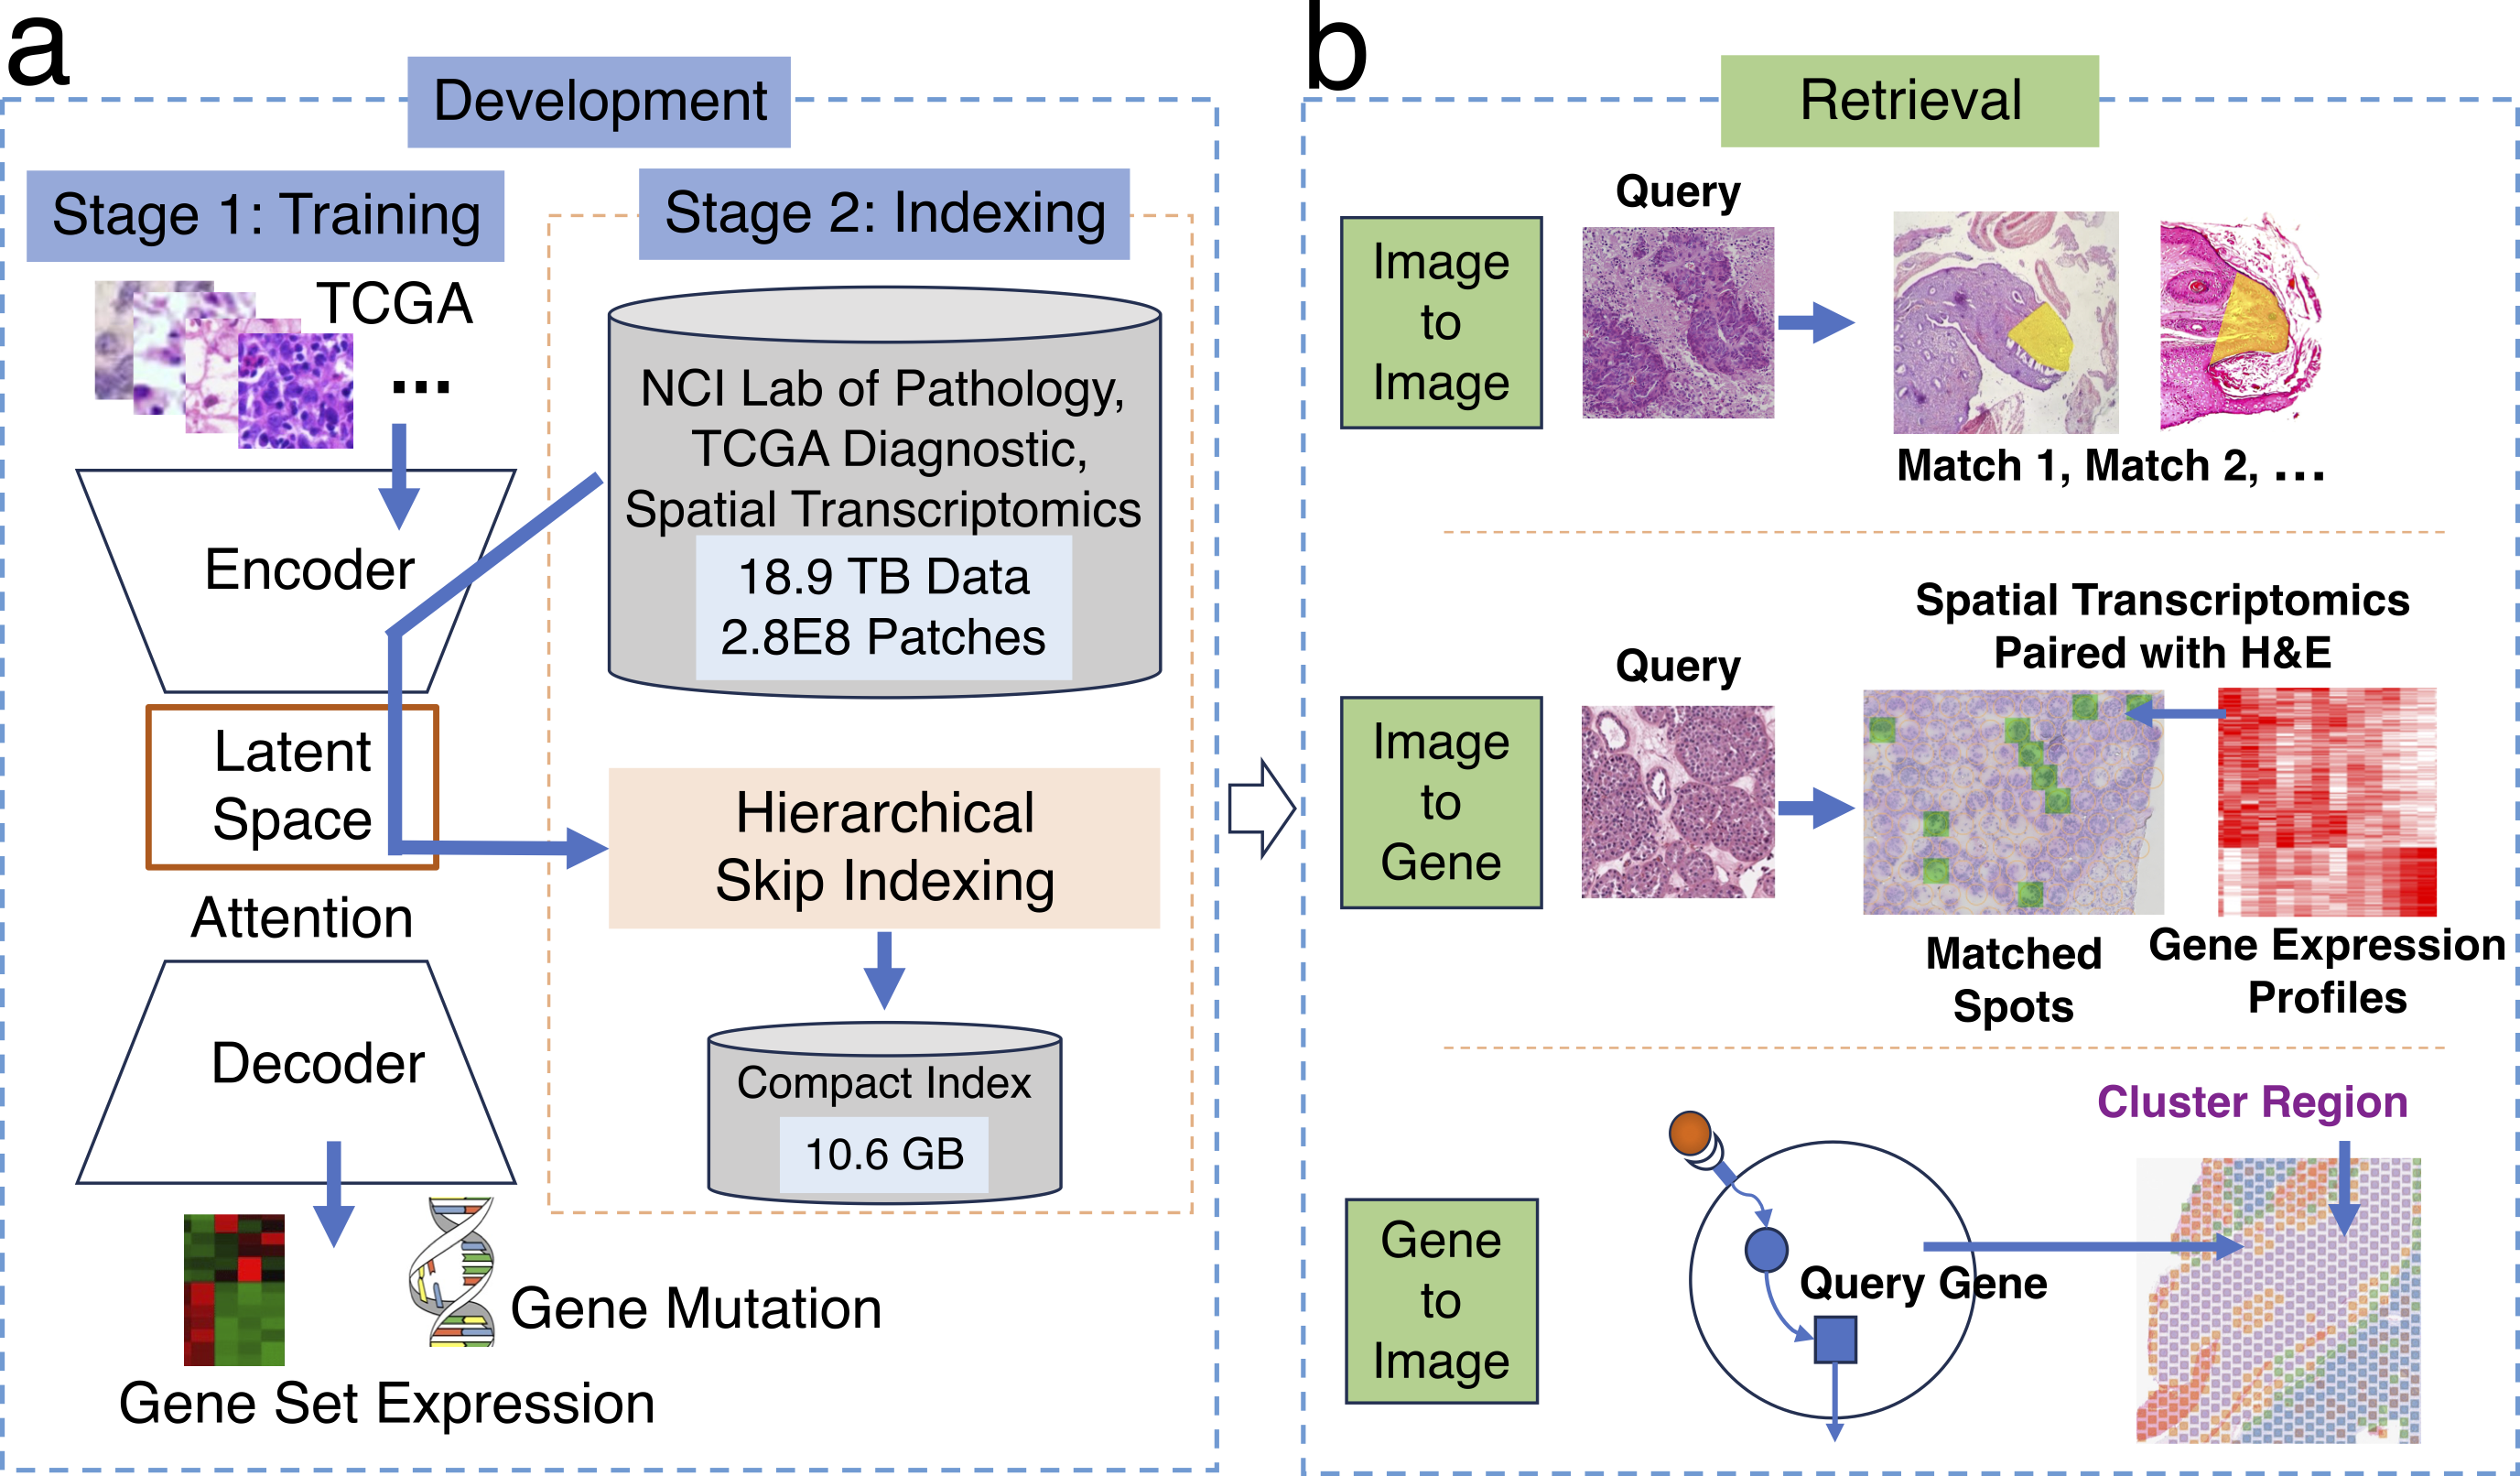 a
Development
Stage 1: Training
TCGA
...
Encoder
Latent
Space
Attention
Decoder
Gene Mutation
Gene Set Expression
Stage 2: Indexing
NCI Lab of Pathology,
TCGA Diagnostic,
Spatial Transcriptomics
18.9 TB Data
2.8E8 Patches
Hierarchical
Skip Indexing
Compact Index
10.6 GB
b
Retrieval
Image
to
Image
Query
Match 1, Match 2, ...
Image
to
Gene
Query
Spatial Transcriptomics
Paired with H&E
Matched
Spots
Gene Expression
Profiles
Gene
to
Image
Query Gene
Cluster Region